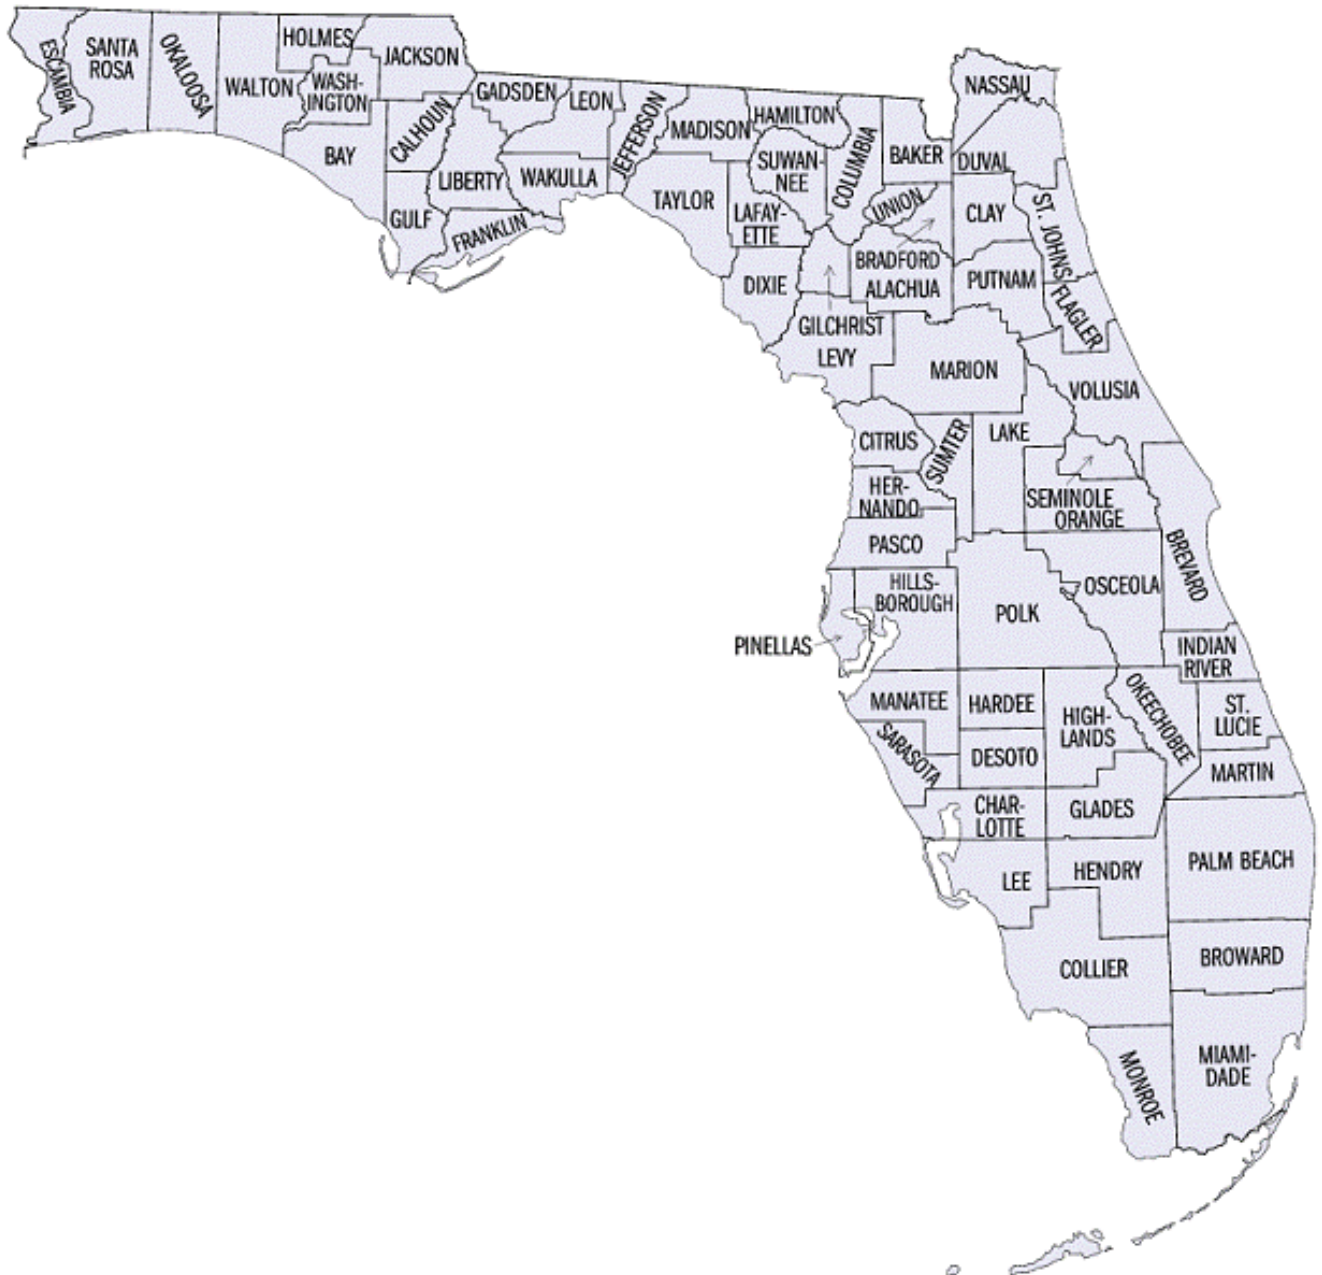 ESCAMBIA
SANTA
ROSA
OKALOOSA
WALTON
HOLMES
WASH-
INGTON
JACKSON
BAY
CALHOUN
GULF
GADSDEN
LIBERTY
FRANKLIN
LEON
WAKULLA
JEFFERSON
MADISON
TAYLOR
HAMILTON
SUWAN-
NEE
LAFAY-
ETTE
DIXIE
COLUMBIA
BAKER
UNION
BRADFORD
ALACHUA
GILCHRIST
LEVY
NASSAU
DUVAL
CLAY
ST. JOHNS
PUTNAM
FLAGLER
MARION
VOLUSIA
CITRUS
SUMTER
LAKE
HER-
NANDO
SEMINOLE
ORANGE
PASCO
BREVARD
HILLS-
BOROUGH
POLK
OSCEOLA
PINELLAS
INDIAN
RIVER
MANATEE
HARDEE
HIGH-
LANDS
OKEECHOBEE
ST.
LUCIE
SARASOTA
DESOTO
MARTIN
CHAR-
LOTTE
GLADES
LEE
HENDRY
PALM BEACH
COLLIER
BROWARD
MONROE
MIAMI-
DADE